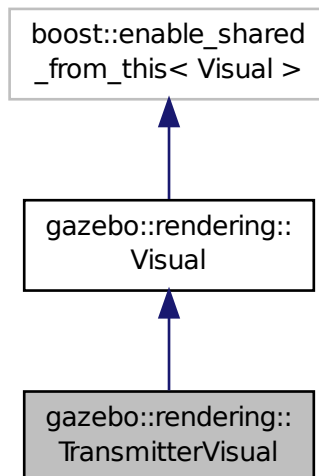 boost::enable_shared
_from_this< Visual >
gazebo::rendering::
Visual
gazebo::rendering::
TransmitterVisual